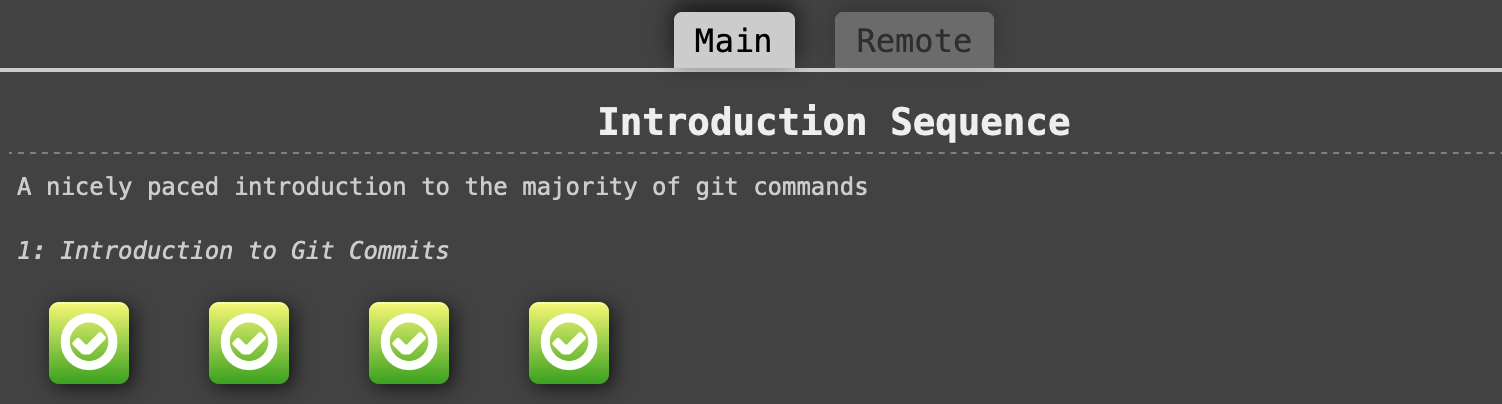 Main Remote
Introduction Sequence
A nicely paced introduction to the majority of git commands
1: Introduction to Git Commits